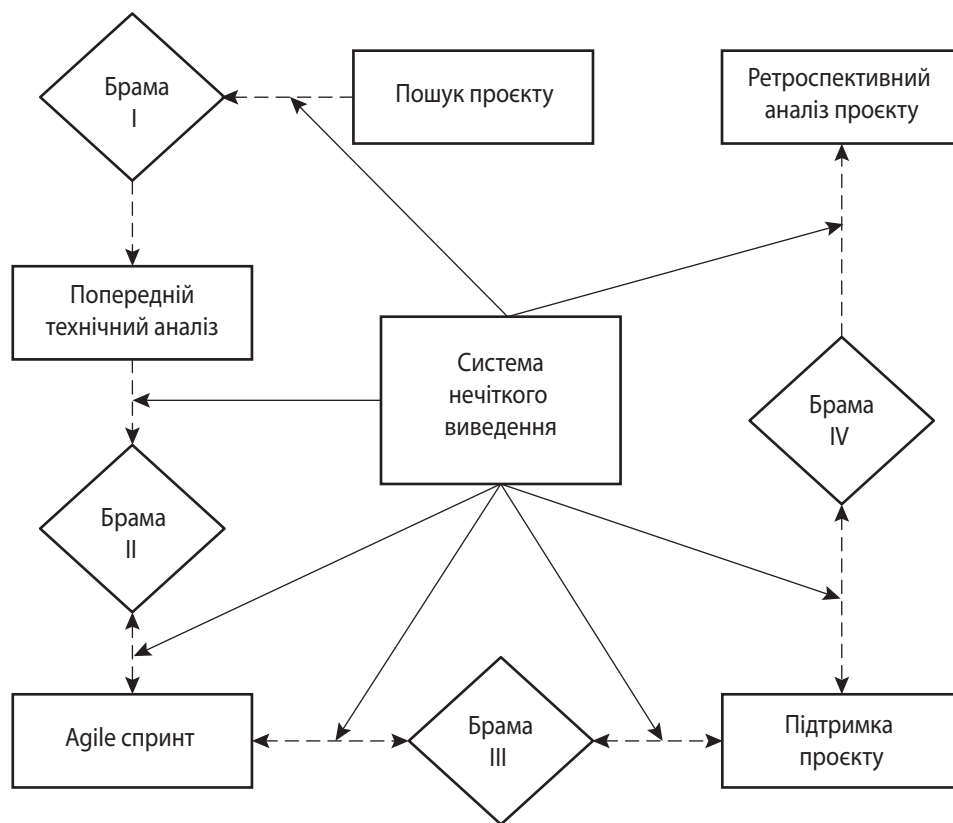 Брама
I
Пошук проєкту
Ретроспективний
аналіз проєкту
Попередній
технічний аналіз
Система
нечіткого
виведення
Брама
IV
Брама
II
Agile спринт
Брама
III
Підтримка
проєкту